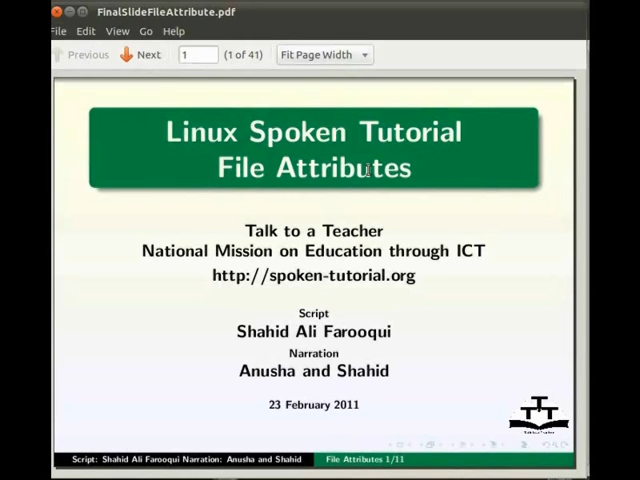 FinalSlideFileAttribute.pdf
File Edit View Go Help
Previous Next 1 (1 of 41) Fit Page Width
Linux Spoken Tutorial
File Attributes
Talk to a Teacher
National Mission on Education through ICT
http://spoken-tutorial.org
Script
Shahid Ali Farooqui
Narration
Anusha and Shahid
23 February 2011
Script: Shahid Ali Farooqui Narration: Anusha and Shahid File Attributes 1/11